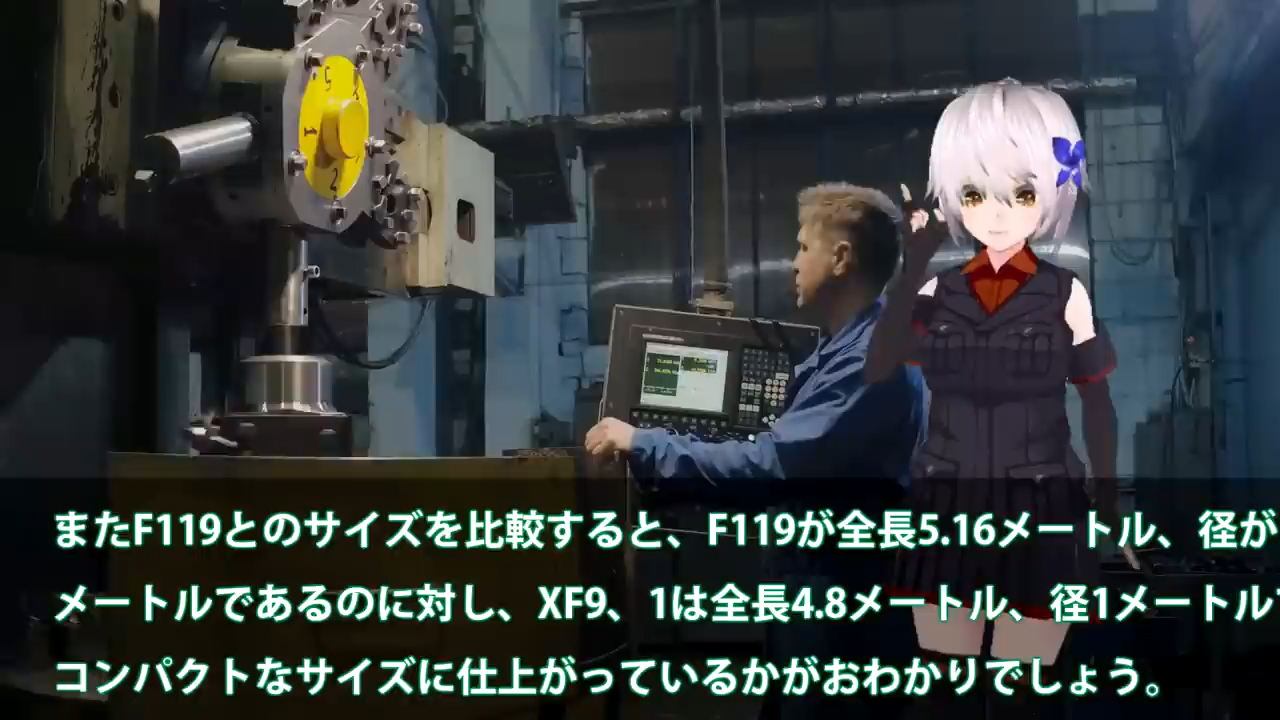 またF119とのサイズを比較すると、F119が全長5.16メートル、径が
メートルであるのに対し、XF9、1は全長4.8メートル、径1メートル
コンパクトなサイズに仕上がっているかがおわかりでしょう。